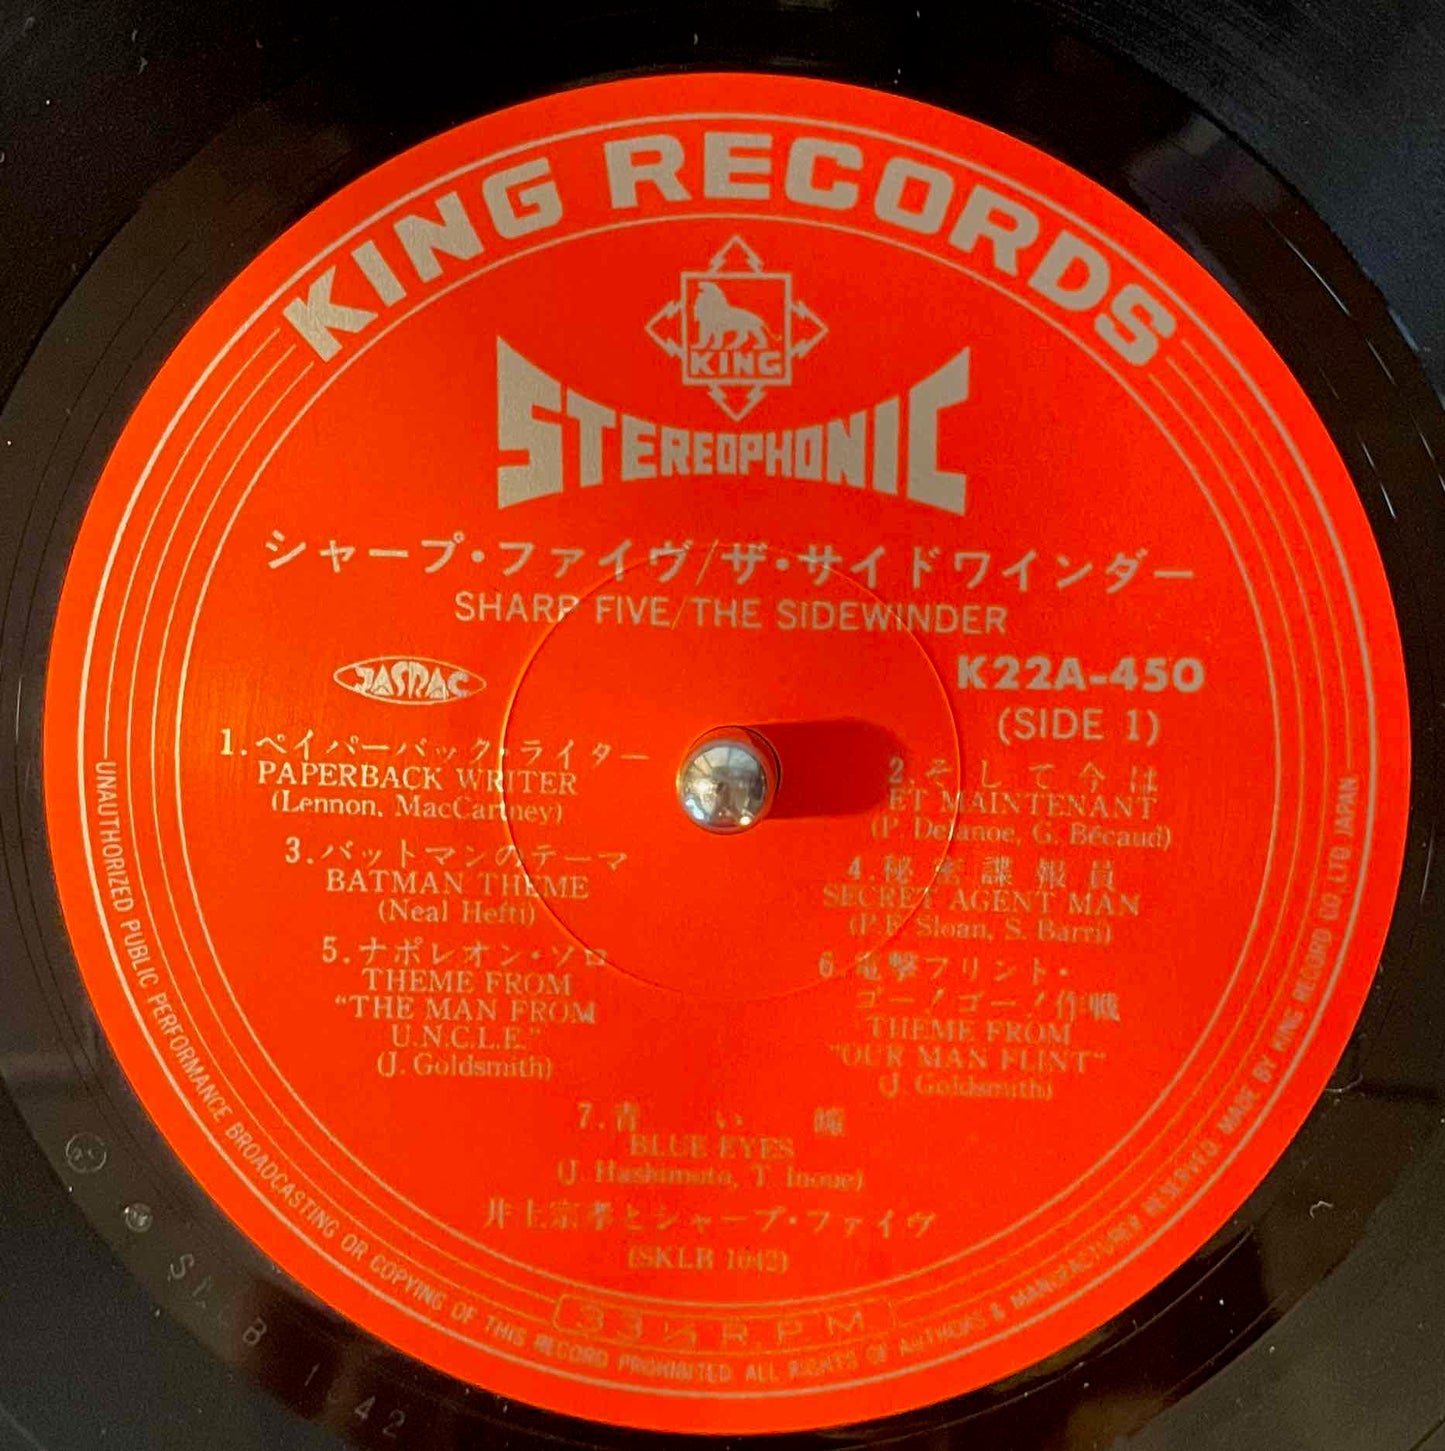 KING RECORDS
KING
STEREOPHONIC
シャープ・ファイヴ/ザ・サイドワインダー
SHARP FIVE/THE SIDEWINDER
JASRAC
K22A-450
(SIDE 1)
1.ペイパーバック・ライター
PAPERBACK WRITER
(Lennon, MacCartney)
2.そして今は
ET MAINTENANT
(P. Delanoe, G. Bécaud)
3.バットマンのテーマ
BATMAN THEME
(Neal Hefti)
4.秘密諜報員
SECRET AGENT MAN
(P.F. Sloan, S. Barri)
5.ナポレオン・ソロ
THEME FROM
"THE MAN FROM
U.N.C.L.E."
(J. Goldsmith)
6.電撃フリント・
ゴー!ゴー!作戦
THEME FROM
"OUR MAN FLINT"
(J. Goldsmith)
7.青い瞳
BLUE EYES
(J. Hashimoto, T. Inoue)
井上宗孝とシャープ・ファイヴ
(SKLB 1042)
33⅓ R.P.M.
UNAUTHORIZED PUBLIC PERFORMANCE BROADCASTING OR COPYING OF THIS RECORD PROHIBITED. ALL RIGHTS OF AUTHORS & MANUFACTURER RESERVED. MADE BY KING RECORD CO., LTD JAPAN